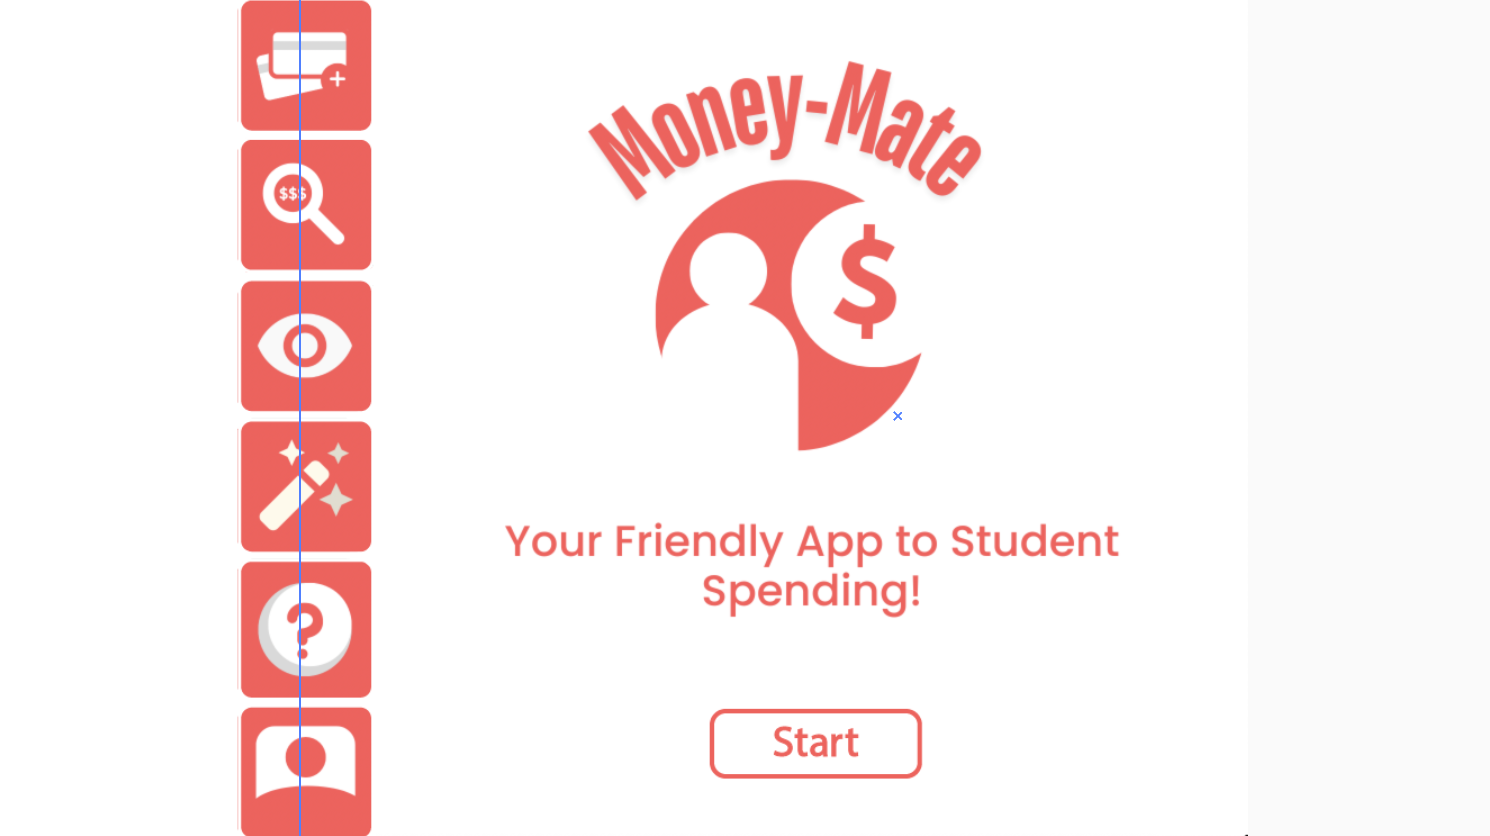 Money-Mate
$$$
$
Your Friendly App to Student
Spending!
?
Start